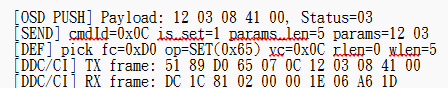 [OSD PUSH] Payload: 12 03 08 41 00, Status=03
[SEND] cmdId=0x0C is_set=1 params_len=5 params=12 03
[DEF] pick fc=0xD0 op=SET(0x65) vc=0x0C rlen=0 wlen=5
[DDC/CI] TX frame: 51 89 D0 65 07 0C 12 03 08 41 00
[DDC/CI] RX frame: DC 1C 81 02 00 00 1E 06 A6 1D